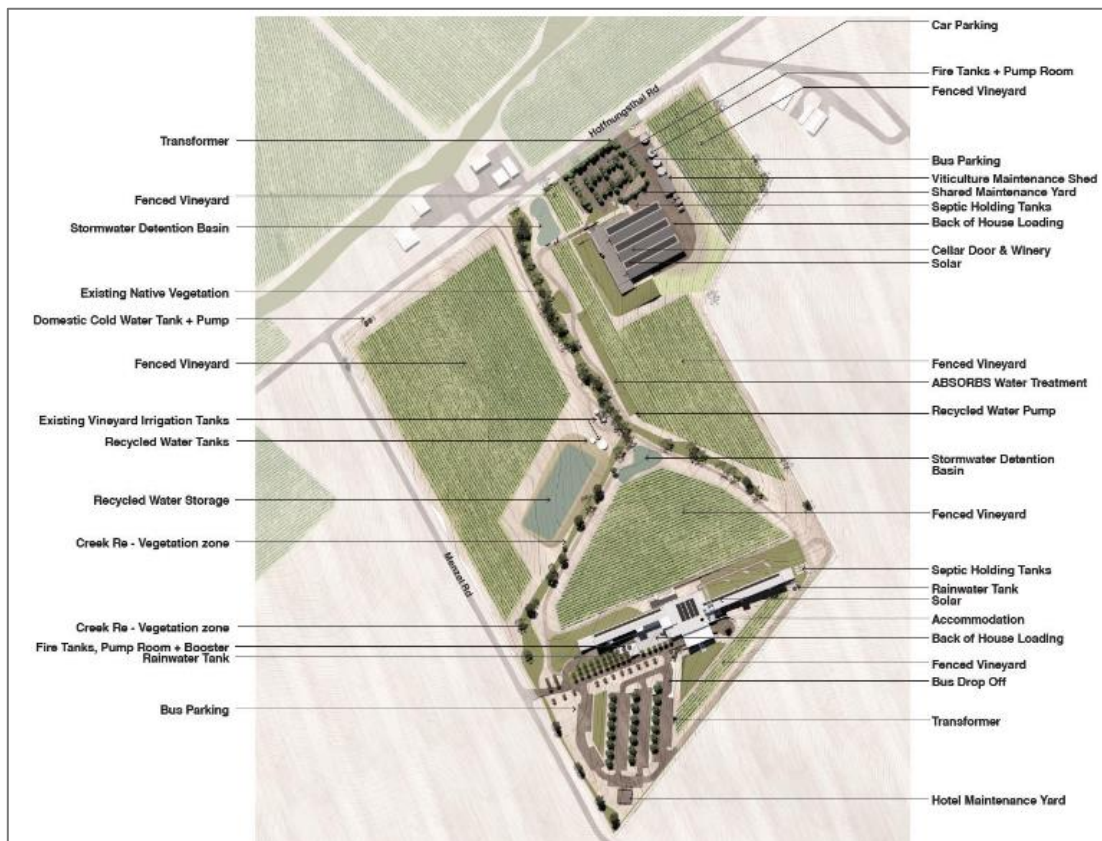 Car Parking
Fire Tanks + Pump Room
Fenced Vineyard
Hoffnungsthal Rd
Transformer
Bus Parking
Viticulture Maintenance Shed
Shared Maintenance Yard
Fenced Vineyard
Septic Holding Tanks
Stormwater Detention Basin
Back of House Loading
Cellar Door & Winery
Solar
Existing Native Vegetation
Domestic Cold Water Tank + Pump
Fenced Vineyard
Fenced Vineyard
ABSORBS Water Treatment
Existing Vineyard Irrigation Tanks
Recycled Water Pump
Recycled Water Tanks
Stormwater Detention
Basin
Recycled Water Storage
Fenced Vineyard
Creek Re - Vegetation zone
Menzel Rd
Septic Holding Tanks
Rainwater Tank
Solar
Accommodation
Creek Re - Vegetation zone
Back of House Loading
Fire Tanks, Pump Room + Booster
Rainwater Tank
Fenced Vineyard
Bus Drop Off
Bus Parking
Transformer
Hotel Maintenance Yard